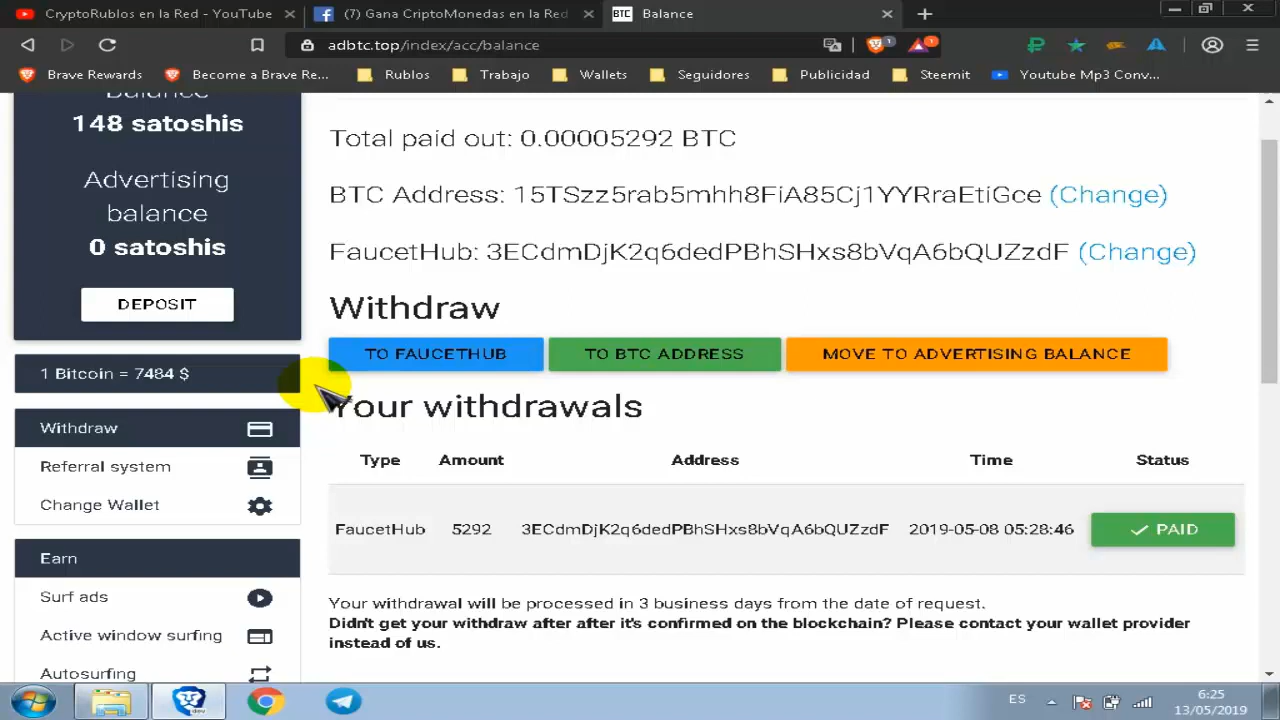 CryptoRublos en la Red - YouTube
(7) Gana CriptoMonedas en la Red
BTC Balance
adbtc.top/index/acc/balance
1
1
Brave Rewards
Become a Brave Re...
Rublos
Trabajo
Wallets
Seguidores
Publicidad
Steemit
Youtube Mp3 Conv...
Balance
148 satoshis
Advertising
balance
0 satoshis
DEPOSIT
1 Bitcoin = 7484 $
Withdraw
Referral system
Change Wallet
Earn
Surf ads
Active window surfing
Autosurfing
Total paid out: 0.00005292 BTC
BTC Address: 15TSzz5rab5mhh8FiA85Cj1YYRraEtiGce (Change)
FaucetHub: 3ECdmDjK2q6dedPBhSHxs8bVqA6bQUZzdF (Change)
Withdraw
TO FAUCETHUB
TO BTC ADDRESS
MOVE TO ADVERTISING BALANCE
Your withdrawals
Type Amount Address Time Status
FaucetHub 5292 3ECdmDjK2q6dedPBhSHxs8bVqA6bQUZzdF 2019-05-08 05:28:46 PAID
Your withdrawal will be processed in 3 business days from the date of request.
Didn't get your withdraw after after it's confirmed on the blockchain? Please contact your wallet provider
instead of us.
dev
ES
6:25
13/05/2019